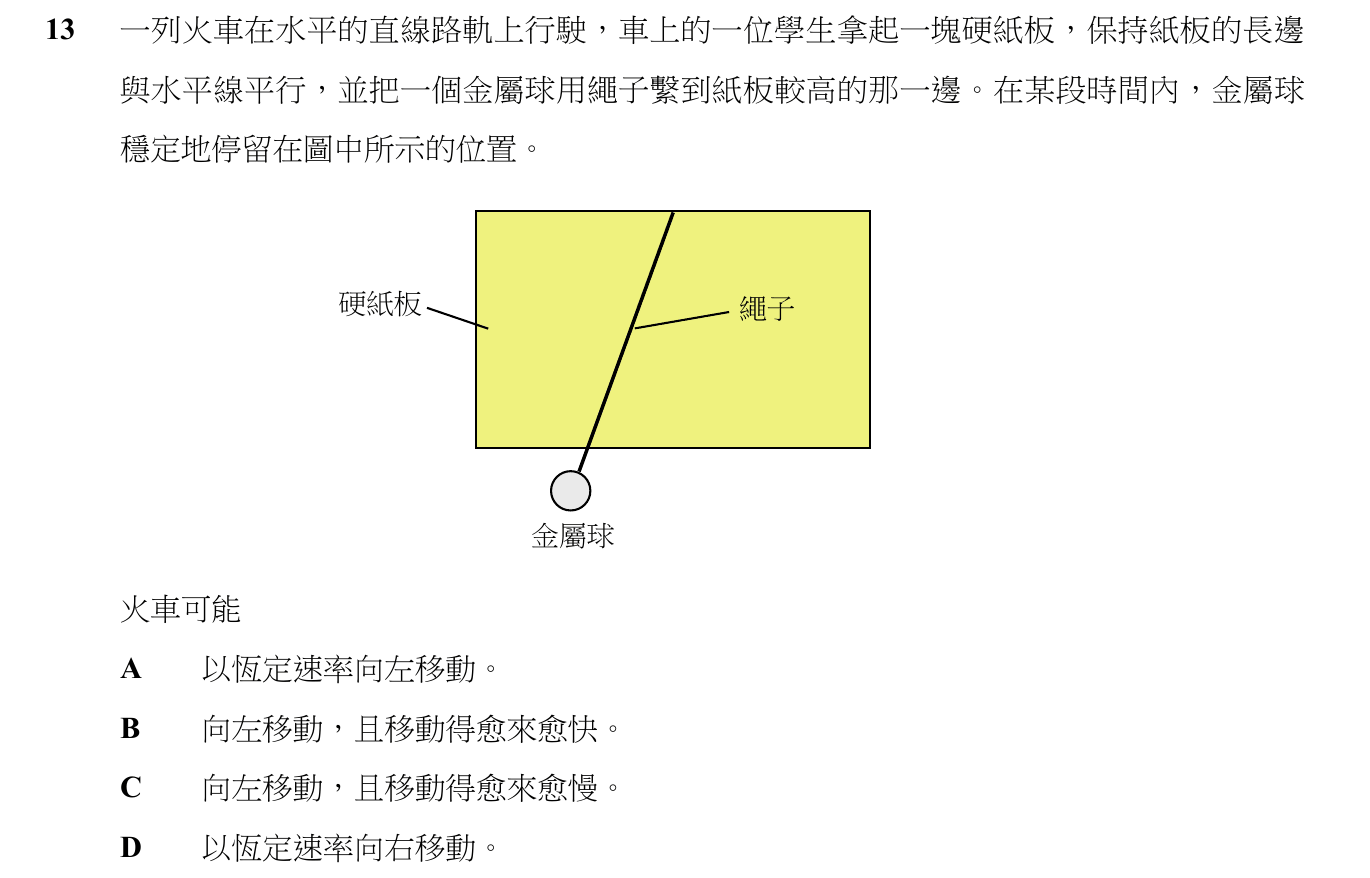 13 一列火車在水平的直線路軌上行駛，車上的一位學生拿起一塊硬紙板，保持紙板的長邊
與水平線平行，並把一個金屬球用繩子繫到紙板較高的那一邊。在某段時間內，金屬球
穩定地停留在圖中所示的位置。
硬紙板
繩子
金屬球
火車可能
A 以恆定速率向左移動。
B 向左移動，且移動得愈來愈快。
C 向左移動，且移動得愈來愈慢。
D 以恆定速率向右移動。